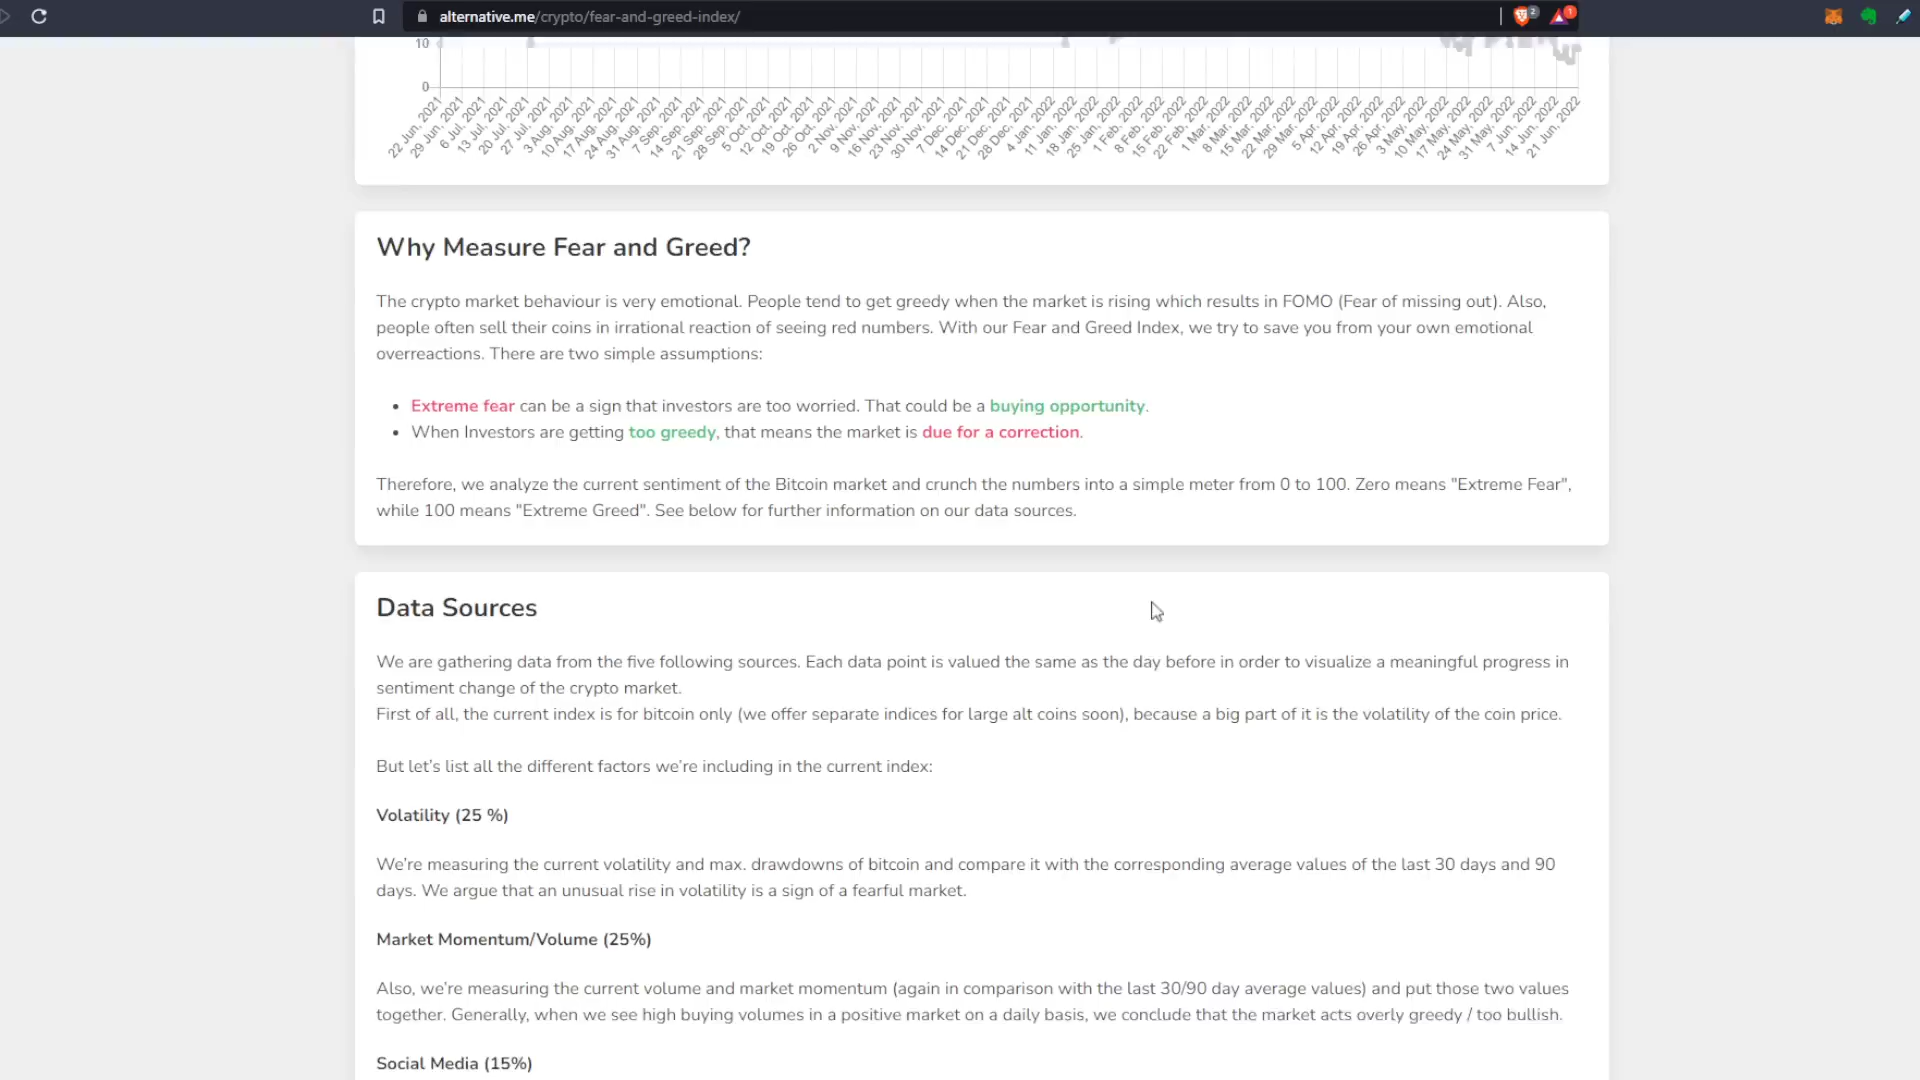 alternative.me/crypto/fear-and-greed-index/
2
1
10
0
22 Jun, 2021
29 Jun, 2021
6 Jul, 2021
13 Jul, 2021
20 Jul, 2021
27 Jul, 2021
3 Aug, 2021
10 Aug, 2021
17 Aug, 2021
24 Aug, 2021
31 Aug, 2021
7 Sep, 2021
14 Sep, 2021
21 Sep, 2021
28 Sep, 2021
5 Oct, 2021
12 Oct, 2021
19 Oct, 2021
26 Oct, 2021
2 Nov, 2021
9 Nov, 2021
16 Nov, 2021
23 Nov, 2021
30 Nov, 2021
7 Dec, 2021
14 Dec, 2021
21 Dec, 2021
28 Dec, 2021
4 Jan, 2022
11 Jan, 2022
18 Jan, 2022
25 Jan, 2022
1 Feb, 2022
8 Feb, 2022
15 Feb, 2022
22 Feb, 2022
1 Mar, 2022
8 Mar, 2022
15 Mar, 2022
22 Mar, 2022
29 Mar, 2022
5 Apr, 2022
12 Apr, 2022
19 Apr, 2022
26 Apr, 2022
3 May, 2022
10 May, 2022
17 May, 2022
24 May, 2022
31 May, 2022
7 Jun, 2022
14 Jun, 2022
21 Jun, 2022
Why Measure Fear and Greed?
The crypto market behaviour is very emotional. People tend to get greedy when the market is rising which results in FOMO (Fear of missing out). Also,
people often sell their coins in irrational reaction of seeing red numbers. With our Fear and Greed Index, we try to save you from your own emotional
overreactions. There are two simple assumptions:
• Extreme fear can be a sign that investors are too worried. That could be a buying opportunity.
• When Investors are getting too greedy, that means the market is due for a correction.
Therefore, we analyze the current sentiment of the Bitcoin market and crunch the numbers into a simple meter from 0 to 100. Zero means "Extreme Fear",
while 100 means "Extreme Greed". See below for further information on our data sources.
Data Sources
We are gathering data from the five following sources. Each data point is valued the same as the day before in order to visualize a meaningful progress in
sentiment change of the crypto market.
First of all, the current index is for bitcoin only (we offer separate indices for large alt coins soon), because a big part of it is the volatility of the coin price.
But let’s list all the different factors we’re including in the current index:
Volatility (25 %)
We’re measuring the current volatility and max. drawdowns of bitcoin and compare it with the corresponding average values of the last 30 days and 90
days. We argue that an unusual rise in volatility is a sign of a fearful market.
Market Momentum/Volume (25%)
Also, we’re measuring the current volume and market momentum (again in comparison with the last 30/90 day average values) and put those two values
together. Generally, when we see high buying volumes in a positive market on a daily basis, we conclude that the market acts overly greedy / too bullish.
Social Media (15%)